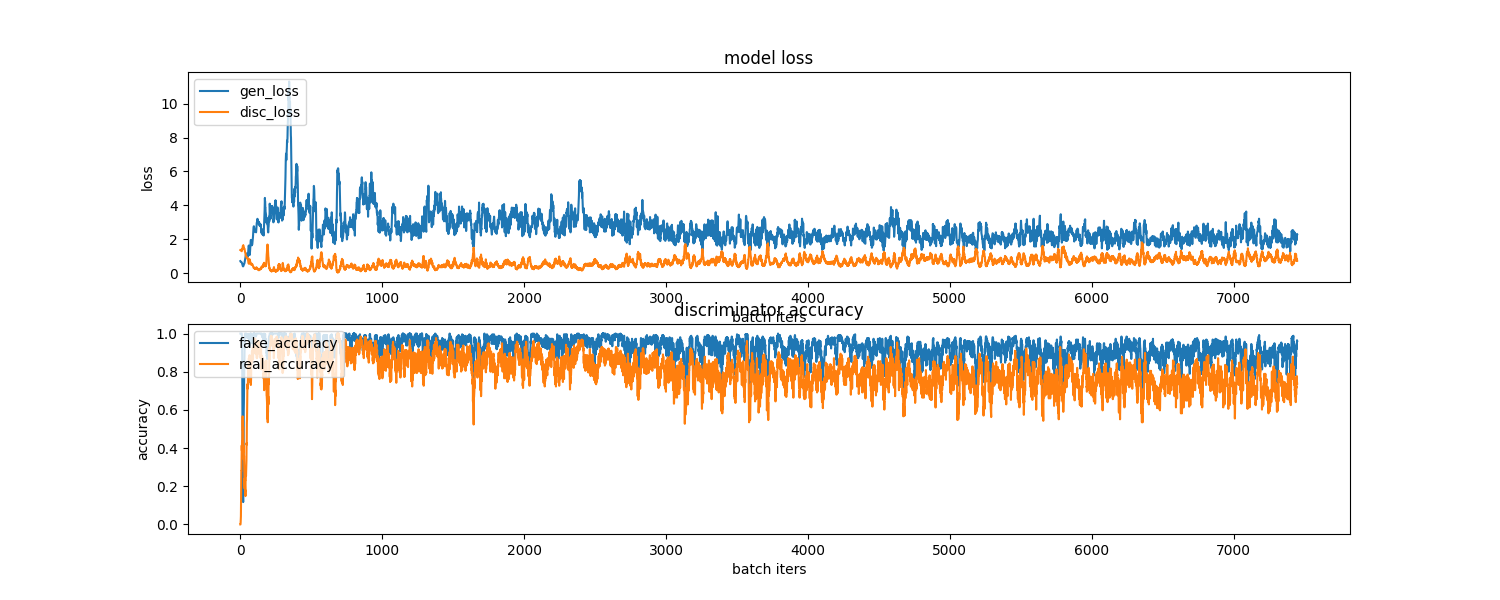 model loss
gen_loss
disc_loss
loss
10
8
6
4
2
0
0 1000 2000 3000 4000 5000 6000 7000
batch iters
discriminator accuracy
fake_accuracy
real_accuracy
accuracy
1.0
0.8
0.6
0.4
0.2
0.0
0 1000 2000 3000 4000 5000 6000 7000
batch iters